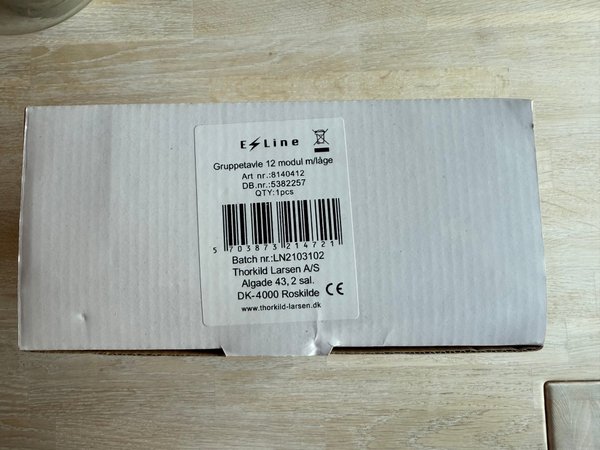 E Line
Gruppetavle 12 modul m/låge
Art nr.:8140412
DB.nr.:5382257
QTY:1pcs
5 703873 214721
Batch nr.:LN2103102
Thorkild Larsen A/S
Algade 43, 2 sal.
DK-4000 Roskilde CE
www.thorkild-larsen.dk